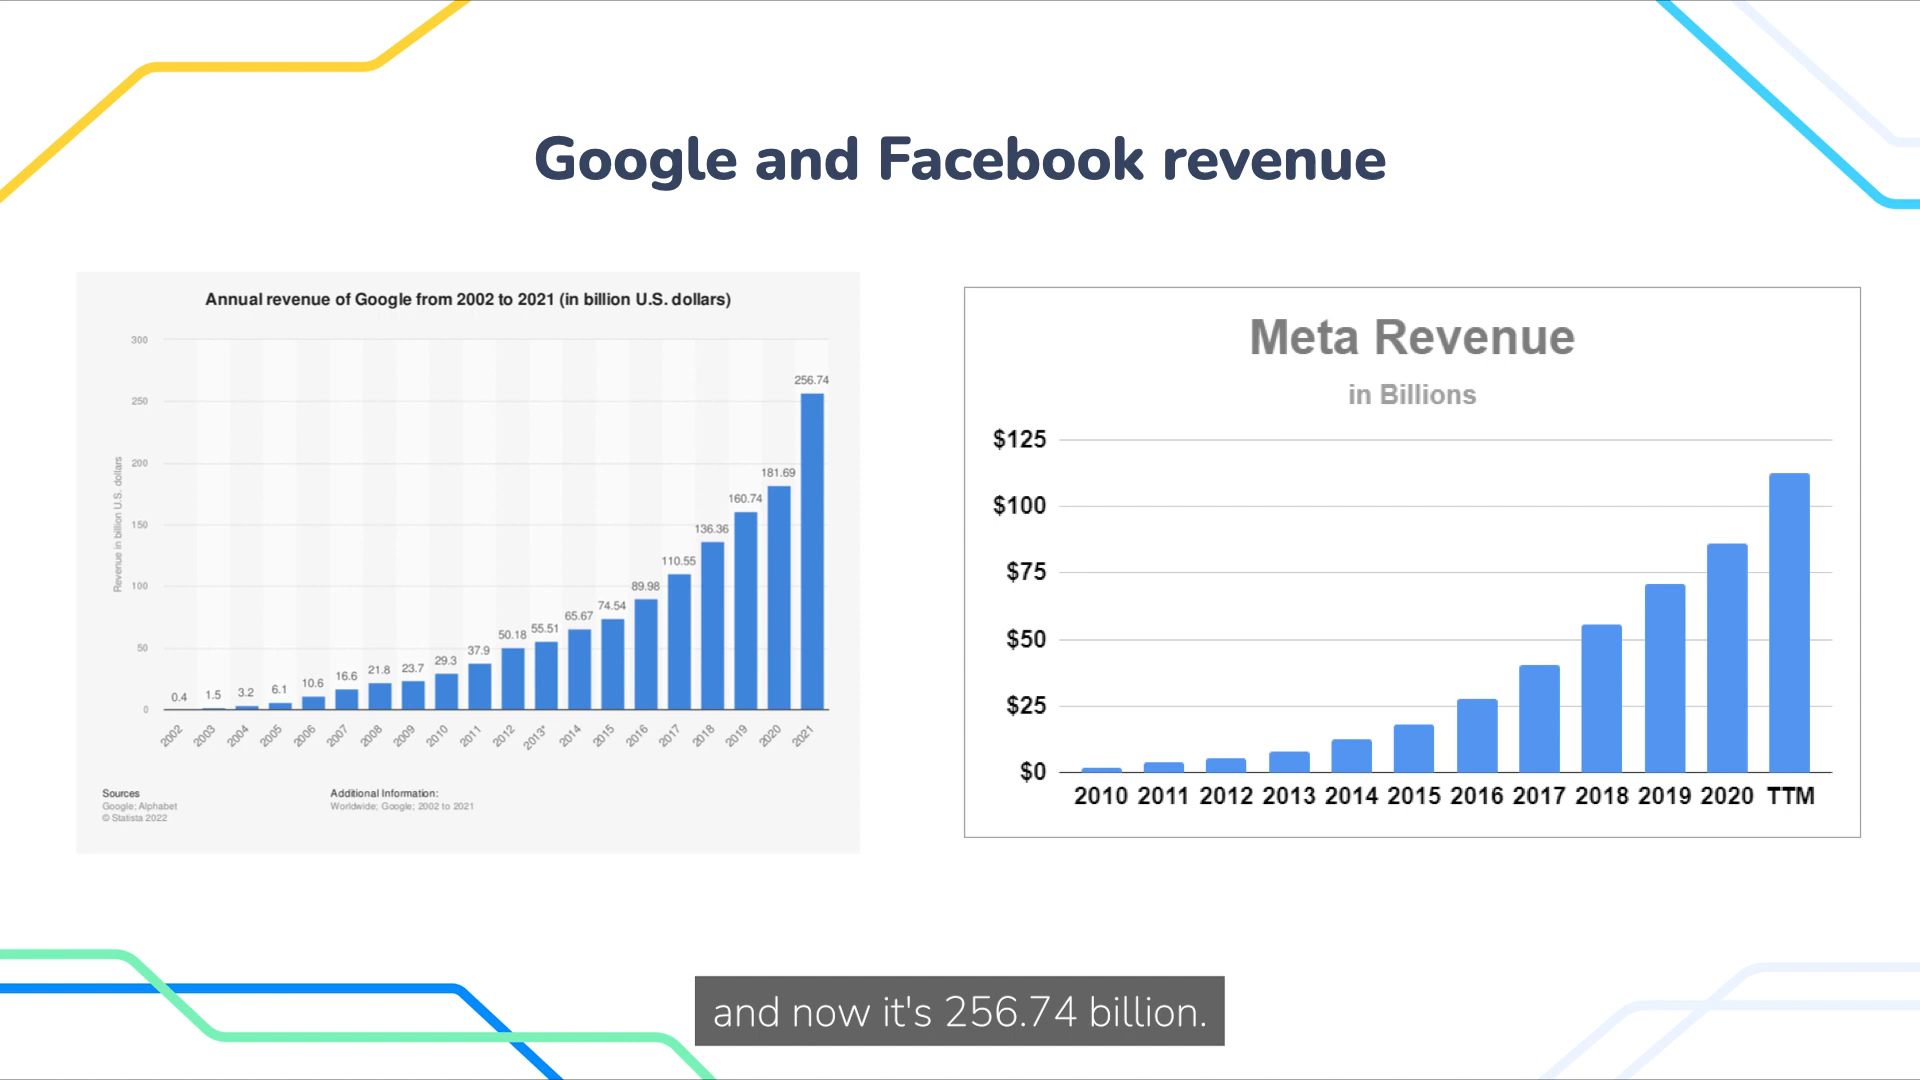 Google and Facebook revenue
Annual revenue of Google from 2002 to 2021 (in billion U.S. dollars)
Revenue in billion U.S. dollars
300
250
200
150
100
50
0
0.4
1.5
3.2
6.1
10.6
16.6
21.8
23.7
29.3
37.9
50.18
55.51
65.67
74.54
89.98
110.55
136.36
160.74
181.69
256.74
2002 2003 2004 2005 2006 2007 2008 2009 2010 2011 2012 2013* 2014 2015 2016 2017 2018 2019 2020 2021
Sources
Google; Alphabet
© Statista 2022
Additional Information:
Worldwide; Google; 2002 to 2021
Meta Revenue
in Billions
$125
$100
$75
$50
$25
$0
2010 2011 2012 2013 2014 2015 2016 2017 2018 2019 2020 TTM
and now it's 256.74 billion.